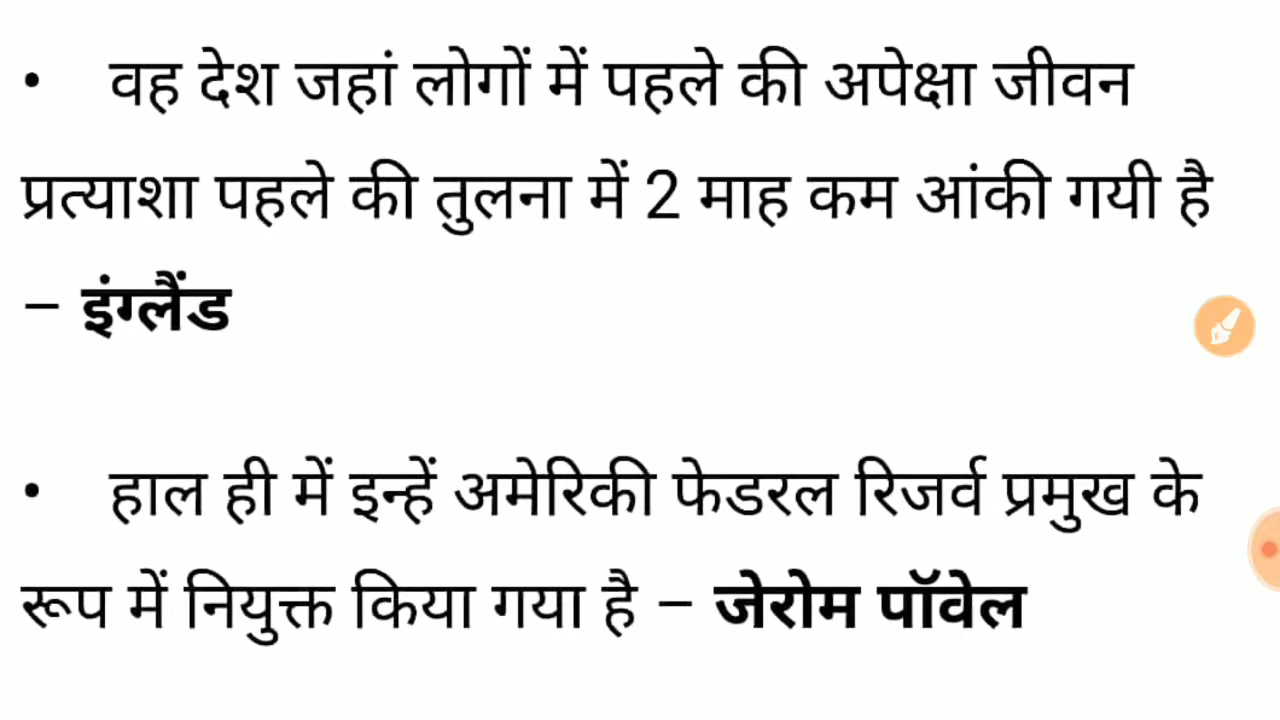 • वह देश जहां लोगों में पहले की अपेक्षा जीवन
प्रत्याशा पहले की तुलना में 2 माह कम आंकी गयी है
– इंग्लैंड
• हाल ही में इन्हें अमेरिकी फेडरल रिजर्व प्रमुख के
रूप में नियुक्त किया गया है – जेरोम पॉवेल